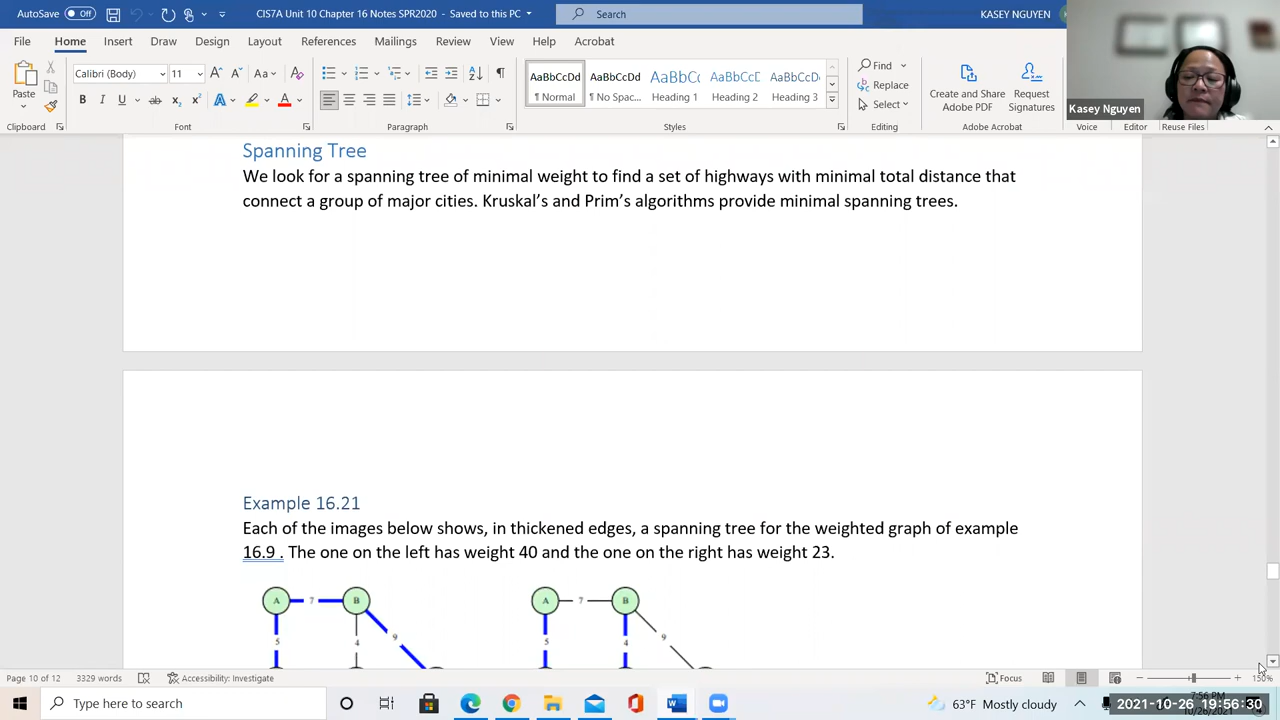 AutoSave Off
CIS7A Unit 10 Chapter 16 Notes SPR2020 - Saved to this PC
Search
KASEY NGUYEN
File Home Insert Draw Design Layout References Mailings Review View Help Acrobat
Paste
Clipboard
Calibri (Body) 11
Font
Paragraph
AaBbCcDd ¶ Normal
AaBbCcDd ¶ No Spac...
AaBbC( Heading 1
AaBbCcE Heading 2
AaBbCcD Heading 3
Styles
Find
Replace
Select
Editing
Create and Share Adobe PDF
Request Signatures
Adobe Acrobat
Voice
Editor
Reuse Files
Kasey Nguyen
Spanning Tree
We look for a spanning tree of minimal weight to find a set of highways with minimal total distance that
connect a group of major cities. Kruskal's and Prim's algorithms provide minimal spanning trees.
Example 16.21
Each of the images below shows, in thickened edges, a spanning tree for the weighted graph of example
16.9 . The one on the left has weight 40 and the one on the right has weight 23.
A 7 B
5 4 9
A 7 B
5 4 9
Page 10 of 12 3329 words Accessibility: Investigate
Focus
150%
Type here to search
63°F Mostly cloudy
7:56 PM
10/26/2021
2021-10-26 19:56:30